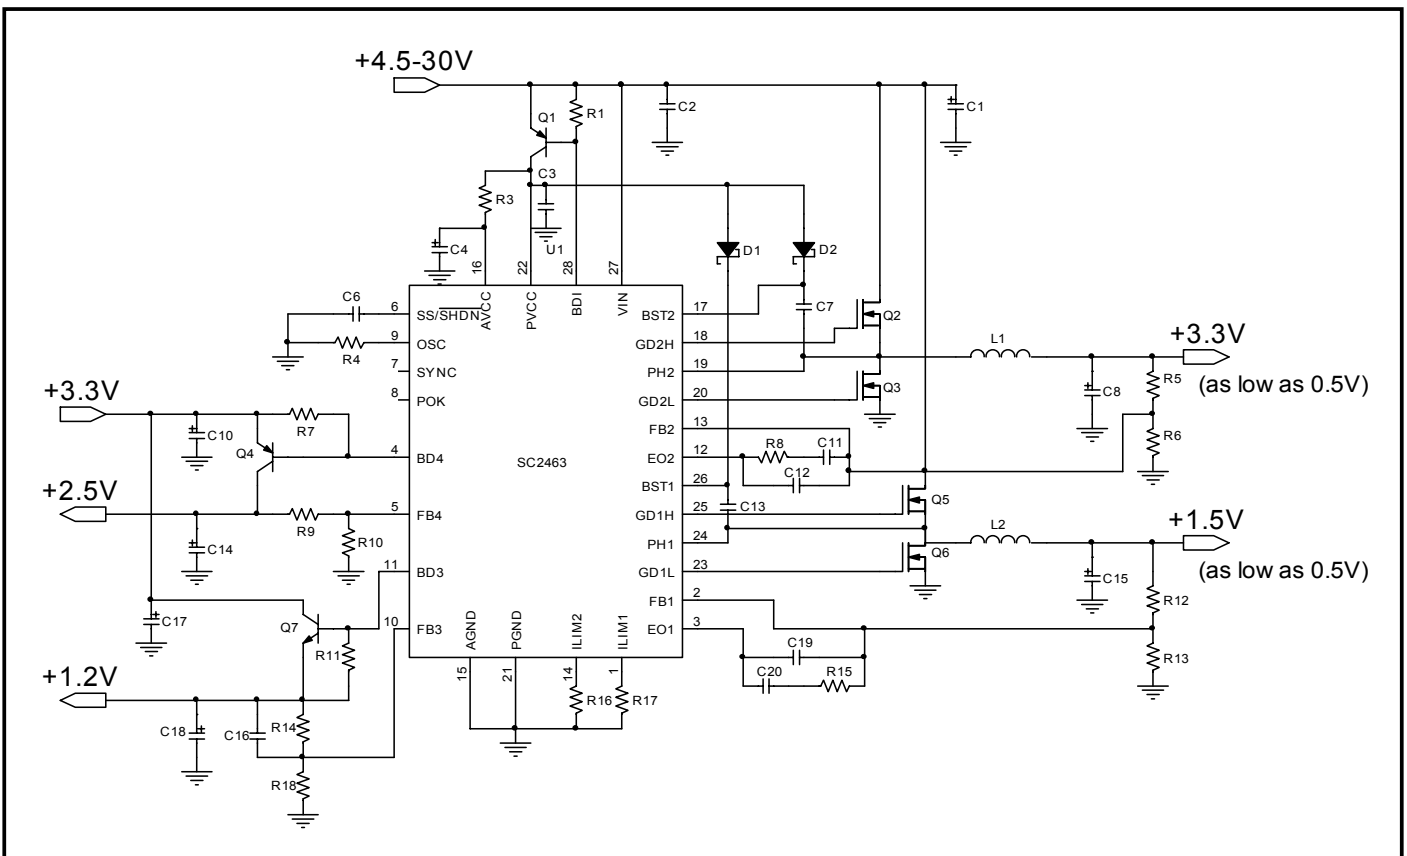 +4.5-30V
C2
C1
Q1
R1
C3
R3
C4
U1
D1
D2
16
22
28
27
AVCC
PVCC
BDI
VIN
C6
6
SS/SHDN
9
OSC
R4
7
SYNC
8
POK
+3.3V
C10
R7
Q4
4
BD4
+2.5V
5
FB4
R9
C14
R10
11
BD3
C17
Q7
10
FB3
R11
+1.2V
C18
C16
R14
R18
SC2463
BST2
17
C7
Q2
GD2H
18
PH2
19
L1
+3.3V
(as low as 0.5V)
GD2L
20
Q3
C8
R5
R6
FB2
13
EO2
12
R8
C11
C12
BST1
26
C13
Q5
GD1H
25
PH1
24
L2
+1.5V
(as low as 0.5V)
GD1L
23
Q6
C15
FB1
2
R12
EO1
3
C19
C20
R15
R13
AGND
PGND
ILIM2
ILIM1
15
21
14
1
R16
R17